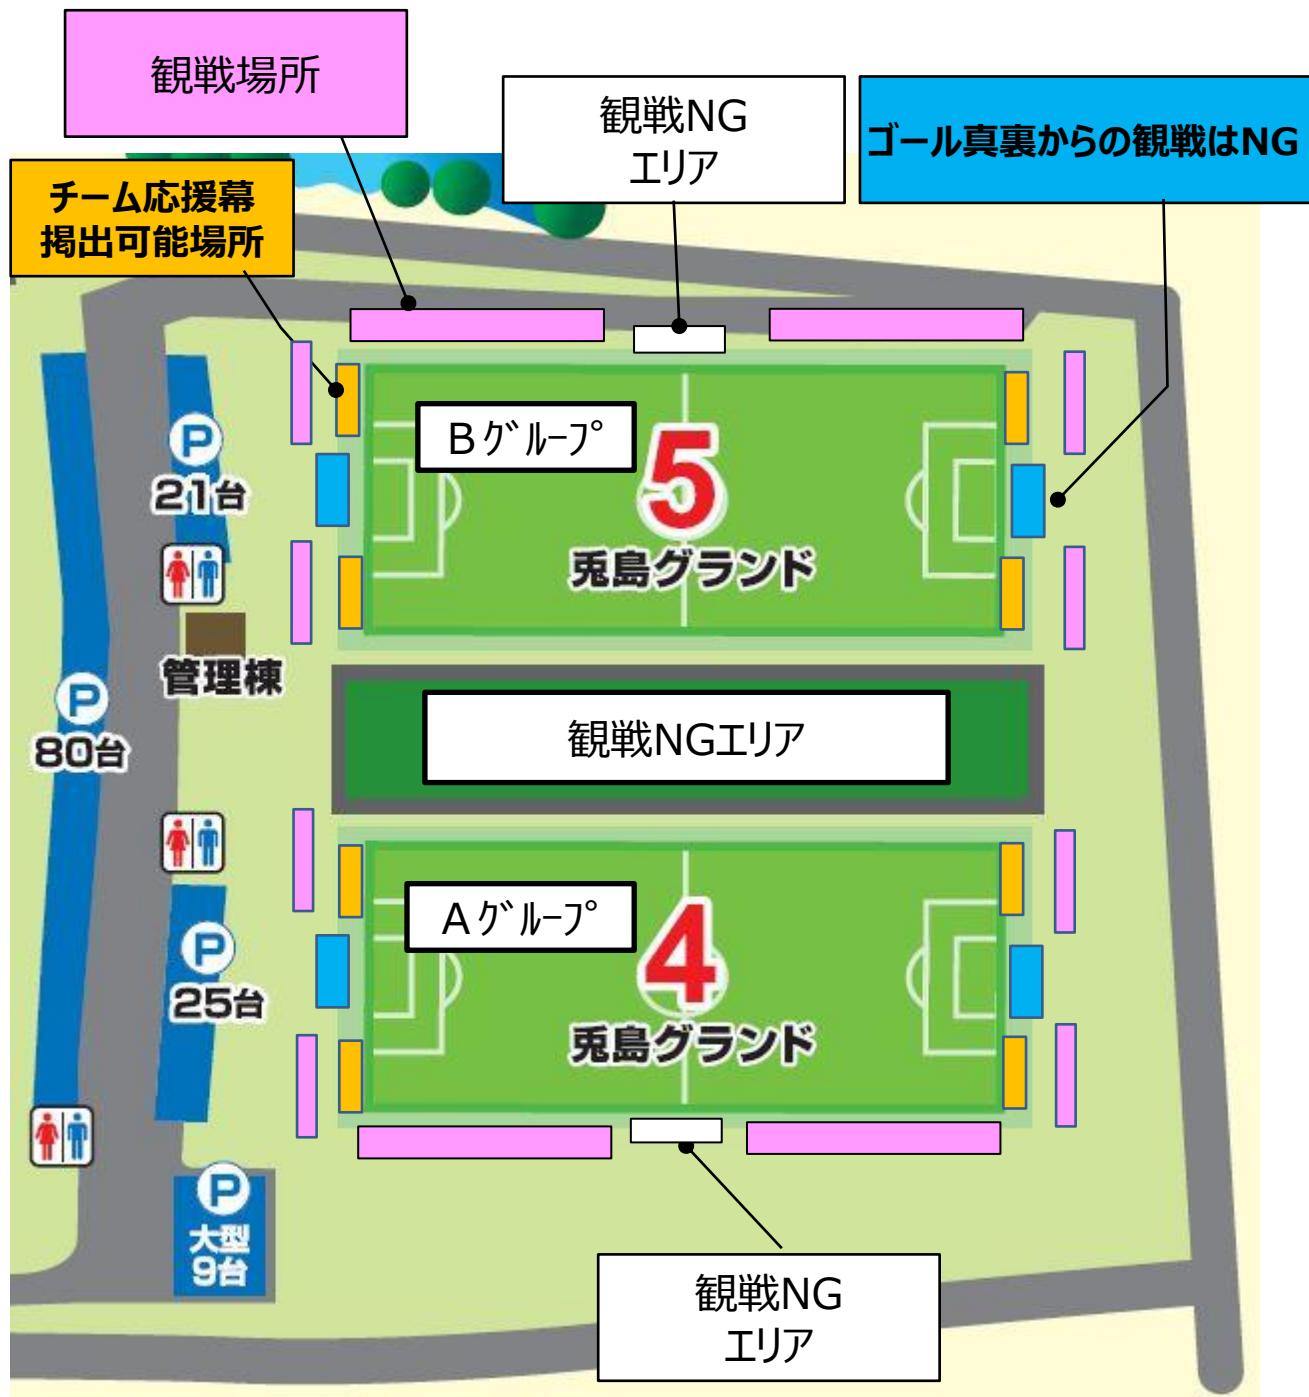 観戦場所
観戦NG
エリア
ゴール真裏からの観戦はNG
チーム応援幕
掲出可能場所
Bグループ
5
兎島グランド
P
21台
管理棟
P
80台
観戦NGエリア
Aグループ
4
兎島グランド
P
25台
P
大型
9台
観戦NG
エリア